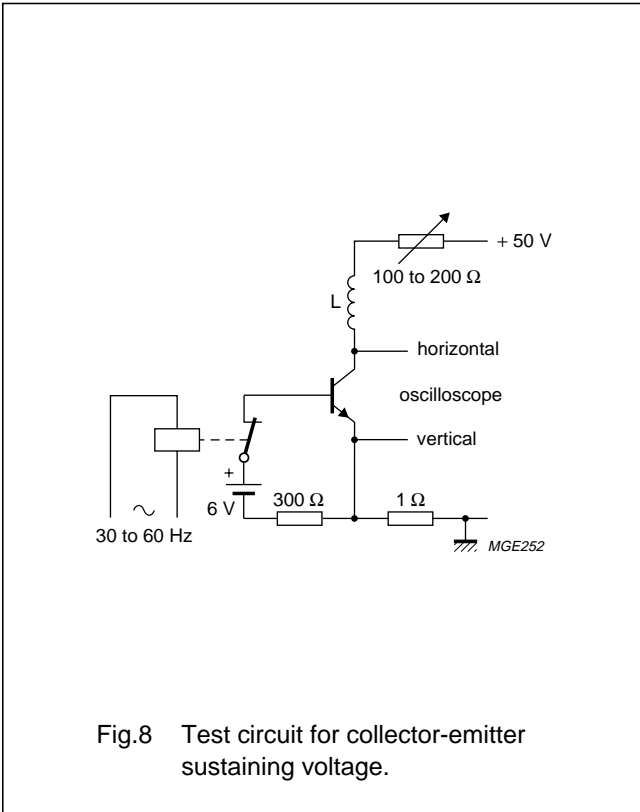 + 50 V
100 to 200 Ω
L
horizontal
oscilloscope
vertical
+
6 V
300 Ω
1 Ω
30 to 60 Hz
MGE252
Fig.8 Test circuit for collector-emitter
sustaining voltage.